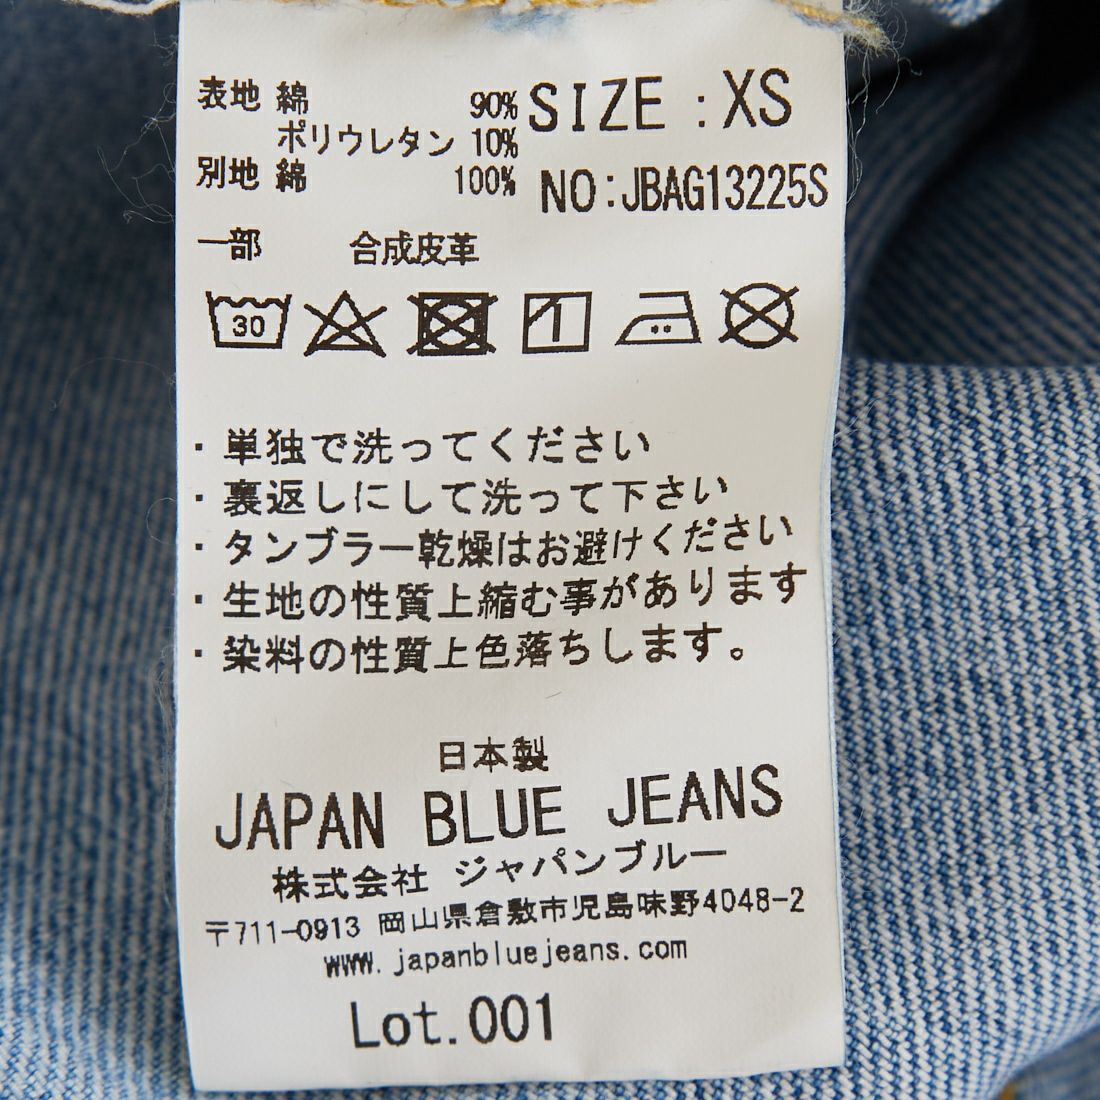 表地 綿 90% SIZE : XS
ポリウレタン 10%
別地 綿 100% NO:JBAG13225S
一部 合成皮革
30
・単独で洗ってください
・裏返しにして洗って下さい
・タンブラー乾燥はお避けください
・生地の性質上縮む事があります
・染料の性質上色落ちします。
日本製
JAPAN BLUE JEANS
株式会社 ジャパンブルー
〒711-0913 岡山県倉敷市児島味野4048-2
www.japanbluejeans.com
Lot.001